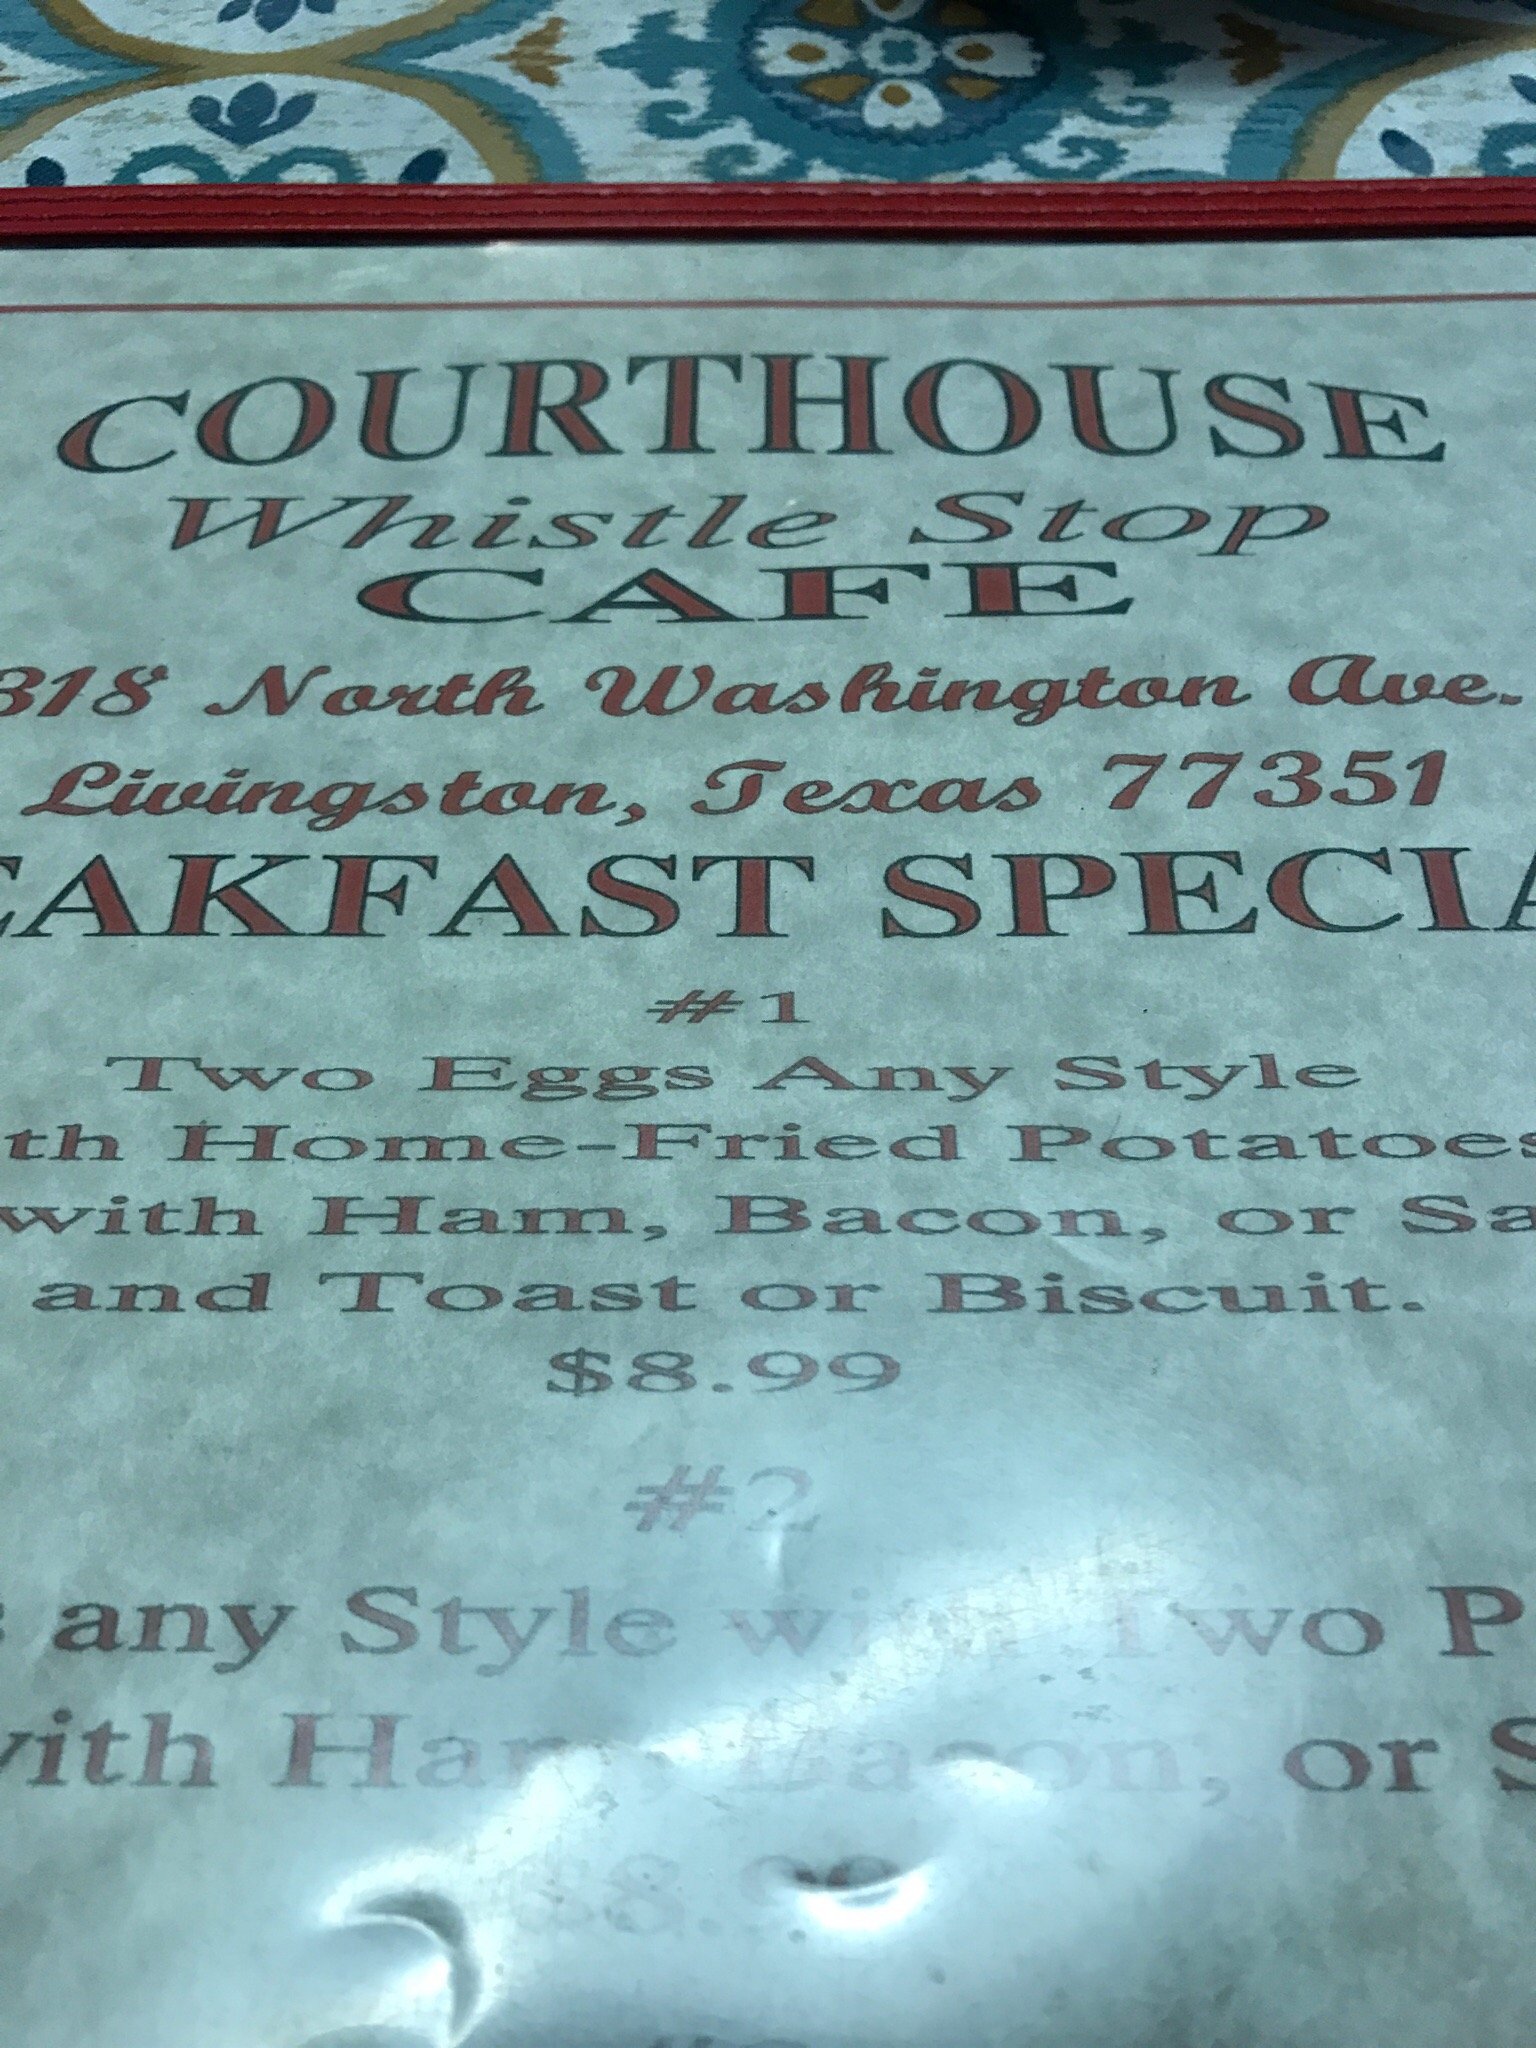 COURTHOUSE
Whistle Stop
CAFE
318 North Washington Ave.
Livingston, Texas 77351
EAKFAST SPECIA
#1
Two Eggs Any Style
th Home-Fried Potatoes
with Ham, Bacon, or Sa
and Toast or Biscuit.
$8.99
#2
any Style with Two P
with Ham, Bacon, or S
$8.99